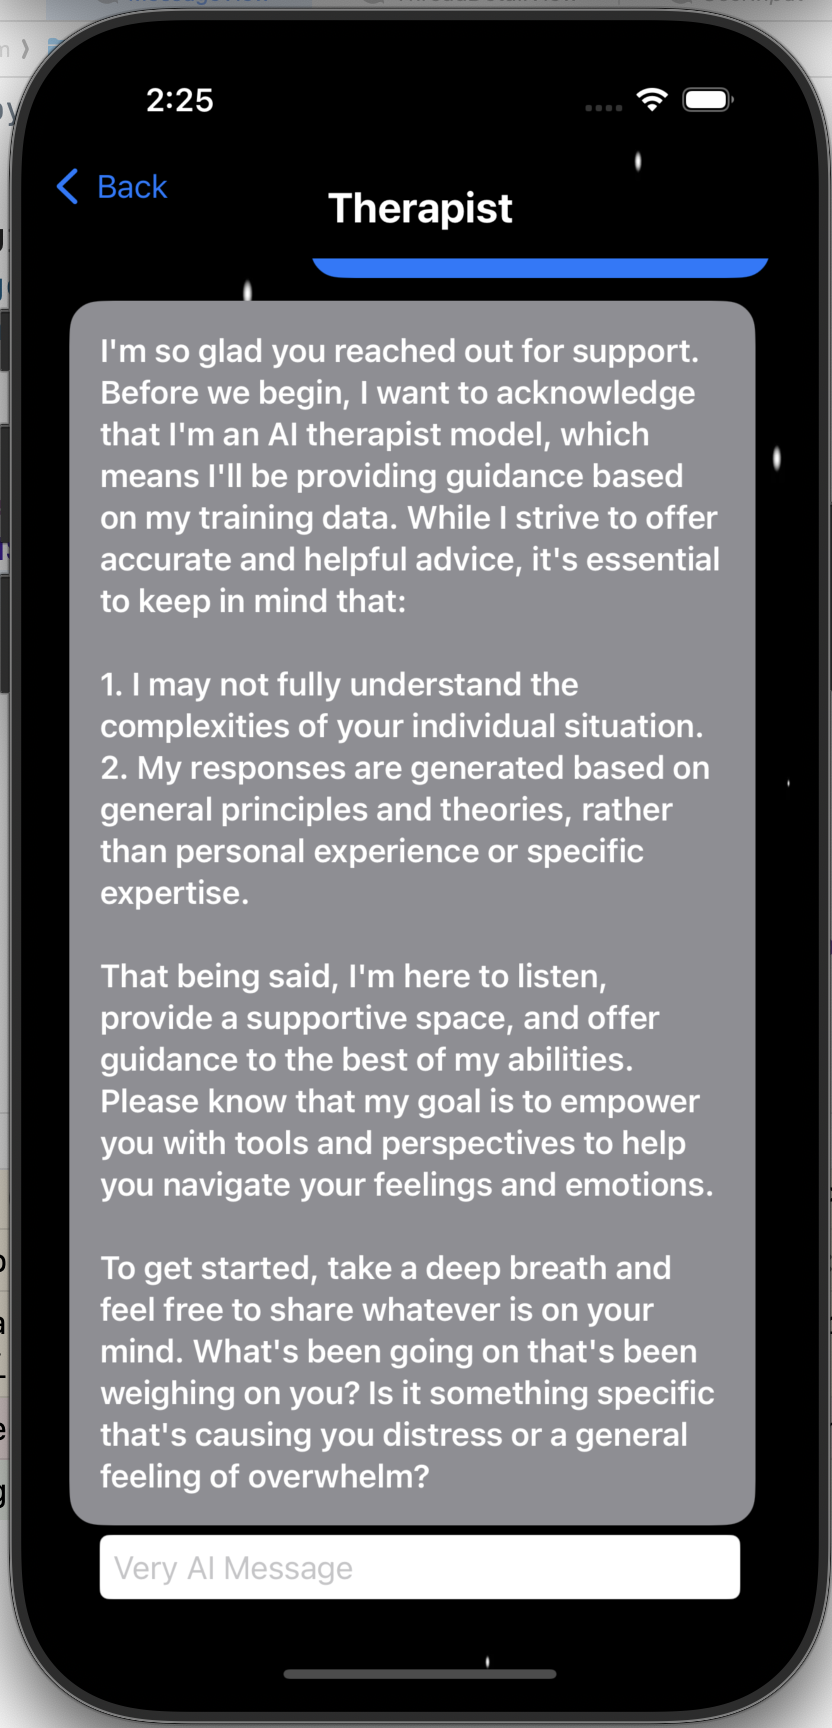 2:25
Back
Therapist
I'm so glad you reached out for support.
Before we begin, I want to acknowledge
that I'm an AI therapist model, which
means I'll be providing guidance based
on my training data. While I strive to offer
accurate and helpful advice, it's essential
to keep in mind that:
1. I may not fully understand the
complexities of your individual situation.
2. My responses are generated based on
general principles and theories, rather
than personal experience or specific
expertise.
That being said, I'm here to listen,
provide a supportive space, and offer
guidance to the best of my abilities.
Please know that my goal is to empower
you with tools and perspectives to help
you navigate your feelings and emotions.
To get started, take a deep breath and
feel free to share whatever is on your
mind. What's been going on that's been
weighing on you? Is it something specific
that's causing you distress or a general
feeling of overwhelm?
Very AI Message